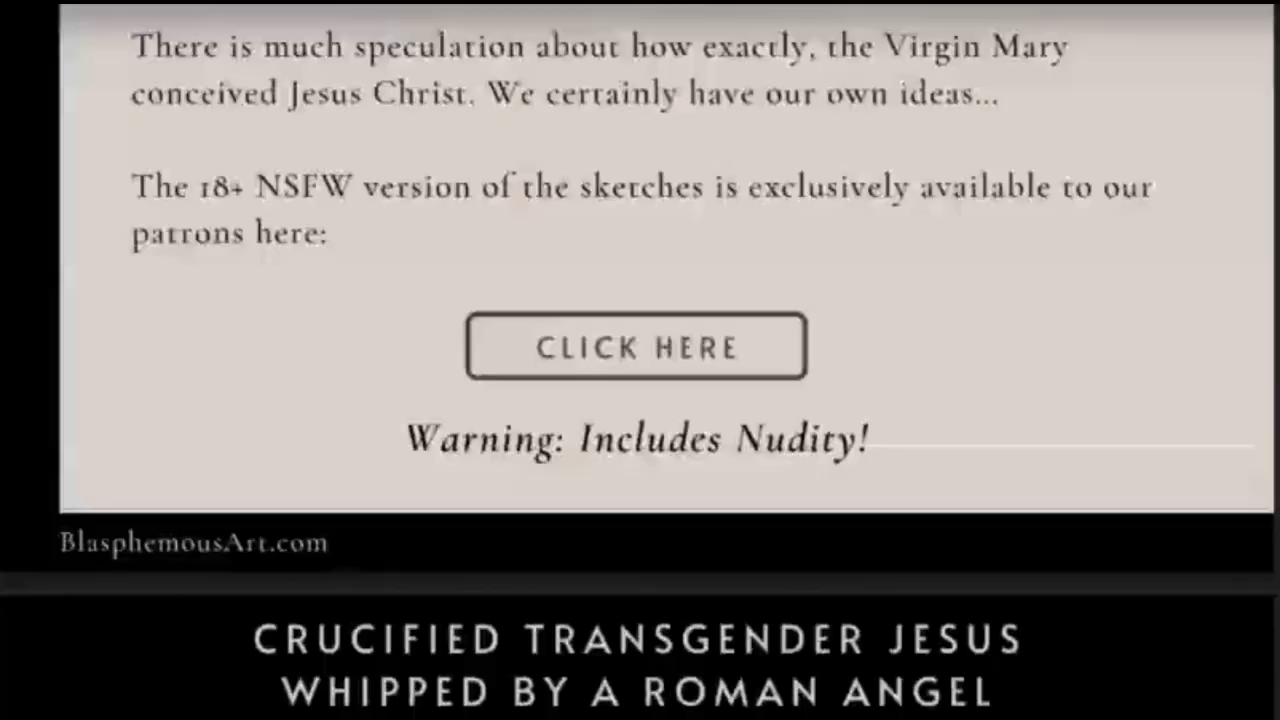 There is much speculation about how exactly, the Virgin Mary
conceived Jesus Christ. We certainly have our own ideas...
The 18+ NSFW version of the sketches is exclusively available to our
patrons here:
CLICK HERE
Warning: Includes Nudity!
BlasphemousArt.com
CRUCIFIED TRANSGENDER JESUS
WHIPPED BY A ROMAN ANGEL